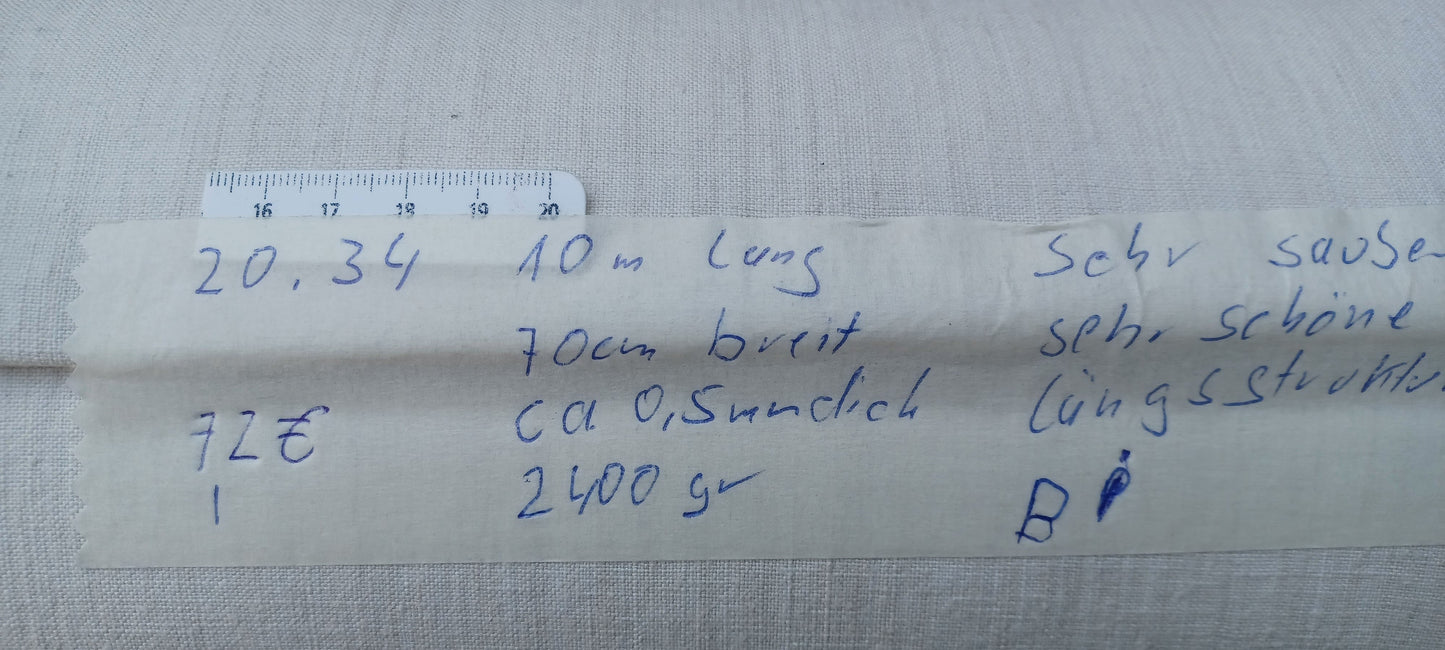 16 17 18 19 20
20.34 10 m lang sehr sauber
70cm breit sehr schöne
72€ ca 0,5mm dick längsstruktur
1 2400 gr B